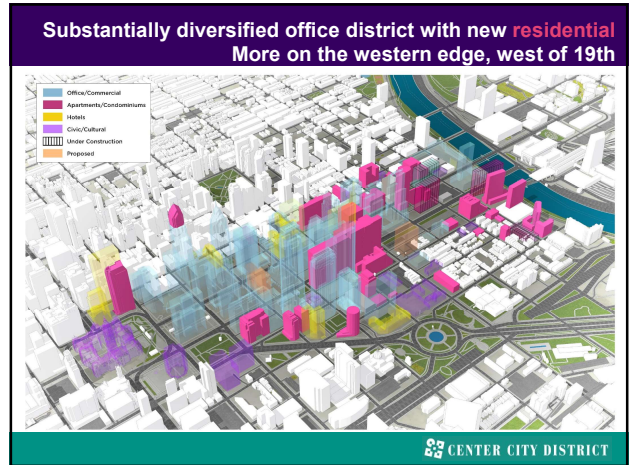 Substantially diversified office district with new residential
More on the western edge, west of 19th
Office/Commercial
Apartments/Condominiums
Hotels
Civic/Cultural
Under Construction
Proposed
CENTER CITY DISTRICT